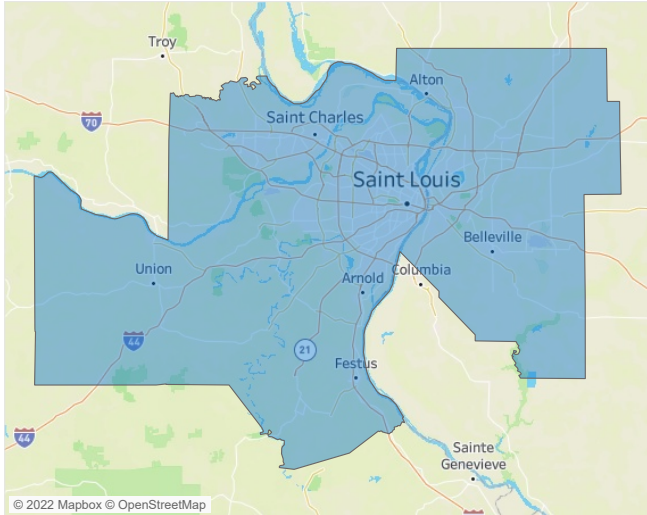 Troy
Alton
70
Saint Charles
Saint Louis
Belleville
Union
Arnold
Columbia
44
21
Festus
44
Sainte
Genevieve
© 2022 Mapbox © OpenStreetMap